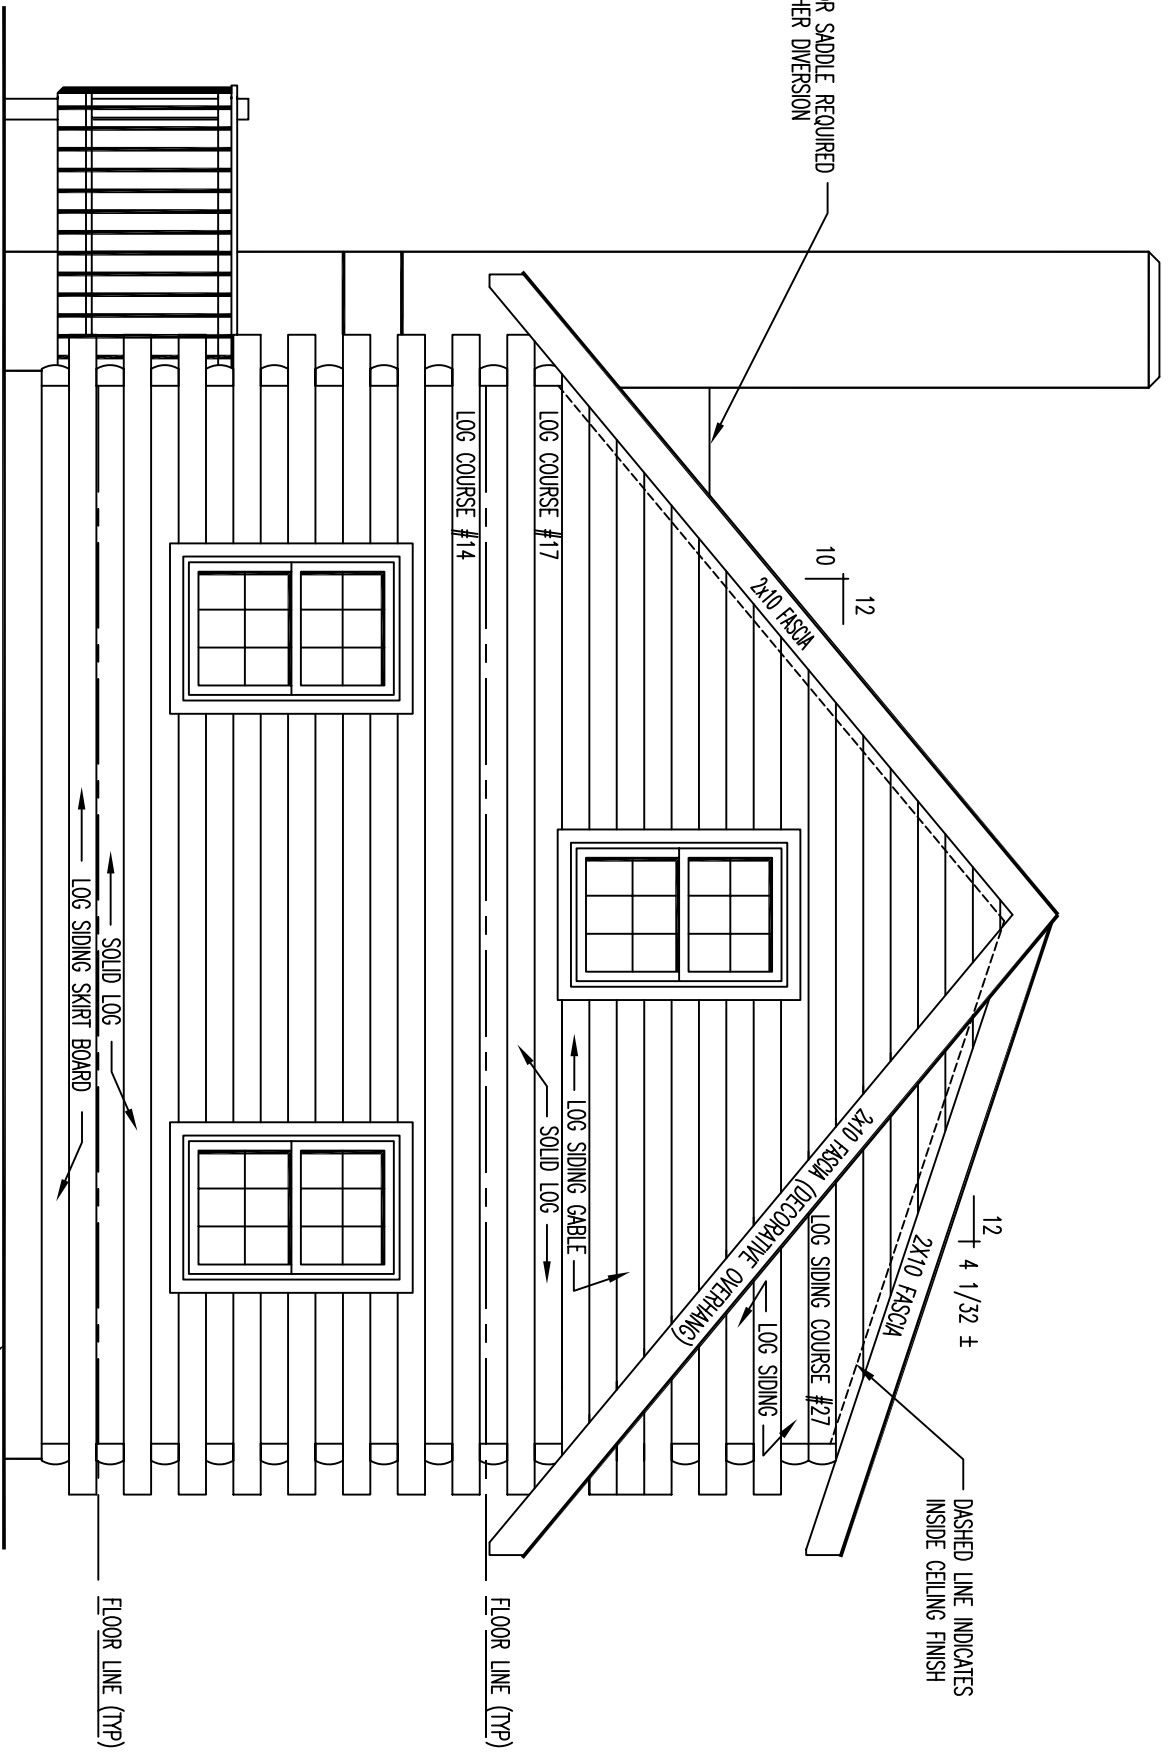 SADDLE REQUIRED
DIVERSION
12
10
2x10 FASCIA
12
4 1/32 ±
2X10 FASCIA
DASHED LINE INDICATES
INSIDE CEILING FINISH
LOG SIDING COURSE #27
LOG SIDING
2x10 FASCIA (DECORATIVE OVERHANG)
LOG SIDING GABLE
SOLID LOG
LOG COURSE #17
LOG COURSE #14
FLOOR LINE (TYP)
SOLID LOG
LOG SIDING SKIRT BOARD
FLOOR LINE (TYP)